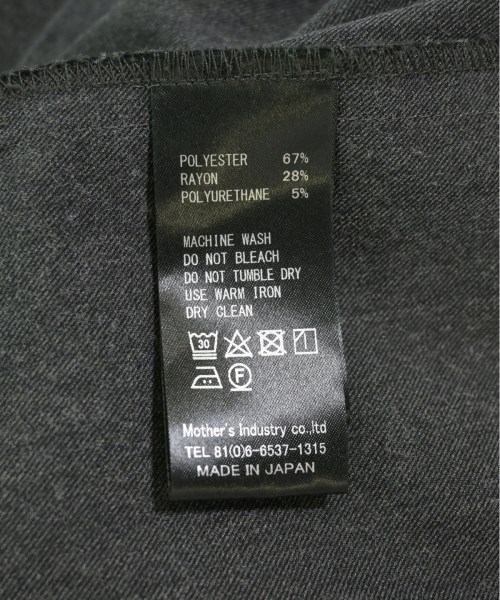 POLYESTER 67%
RAYON 28%
POLYURETHANE 5%
MACHINE WASH
DO NOT BLEACH
DO NOT TUMBLE DRY
USE WARM IRON
DRY CLEAN
30
F
Mother's Industry co.,ltd
TEL 81(0)6-6537-1315
MADE IN JAPAN